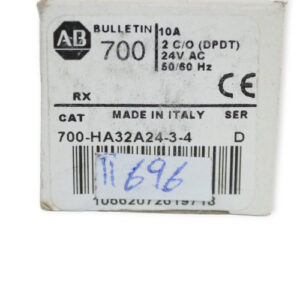 AB BULLETIN 700
10A
2 C/O (DPDT)
24V AC
50/60 Hz
RX
CE
CAT MADE IN ITALY SER
700-HA32A24-3-4 D
696